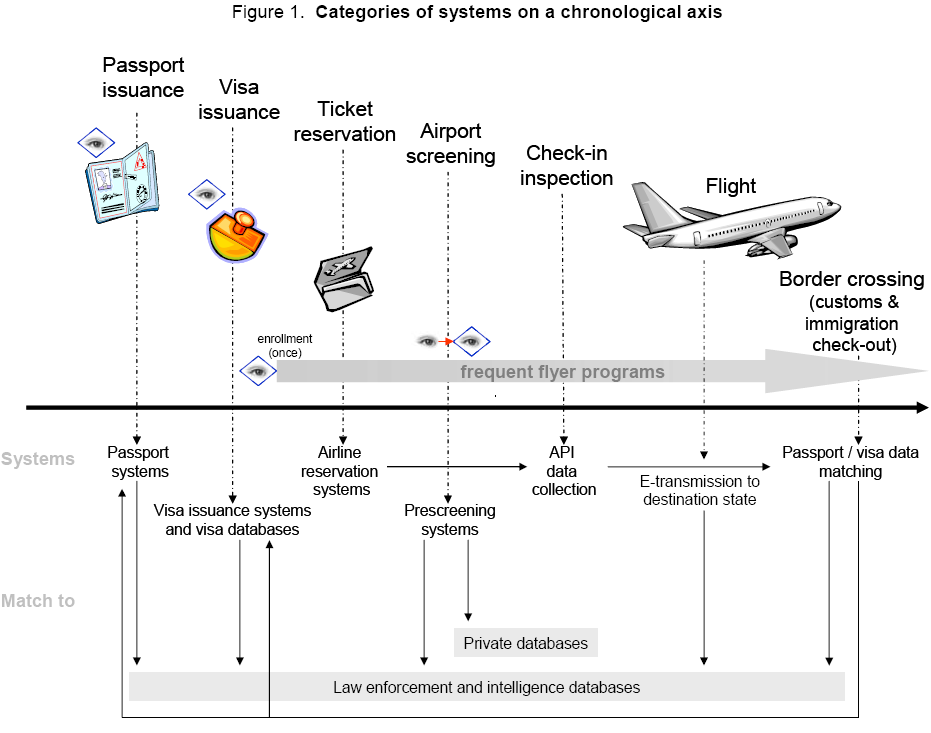 Figure 1.  Categories of systems on a chronological axis
Passport
issuance
Visa
issuance
Ticket
reservation
Airport
screening
Check-in
inspection
Flight
Border crossing
(customs &
immigration
check-out)
enrollment
(once)
frequent flyer programs
Systems
Passport
systems
Visa issuance systems
and visa databases
Airline
reservation
systems
Prescreening
systems
API
data
collection
E-transmission to
destination state
Passport / visa data
matching
Match to
Private databases
Law enforcement and intelligence databases